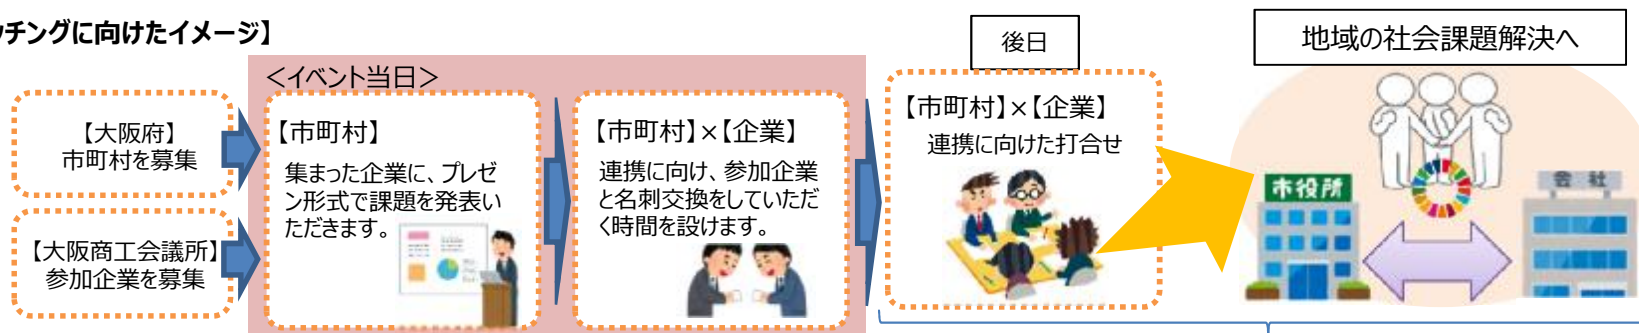 ッチングに向けたイメージ】
【大阪府】
市町村を募集
【大阪商工会議所】
参加企業を募集
＜イベント当日＞
【市町村】
集まった企業に、プレゼ
ン形式で課題を発表い
ただきます。
【市町村】×【企業】
連携に向け、参加企業
と名刺交換をしていただ
く時間を設けます。
後日
【市町村】×【企業】
連携に向けた打合せ
地域の社会課題解決へ
市役所
会社